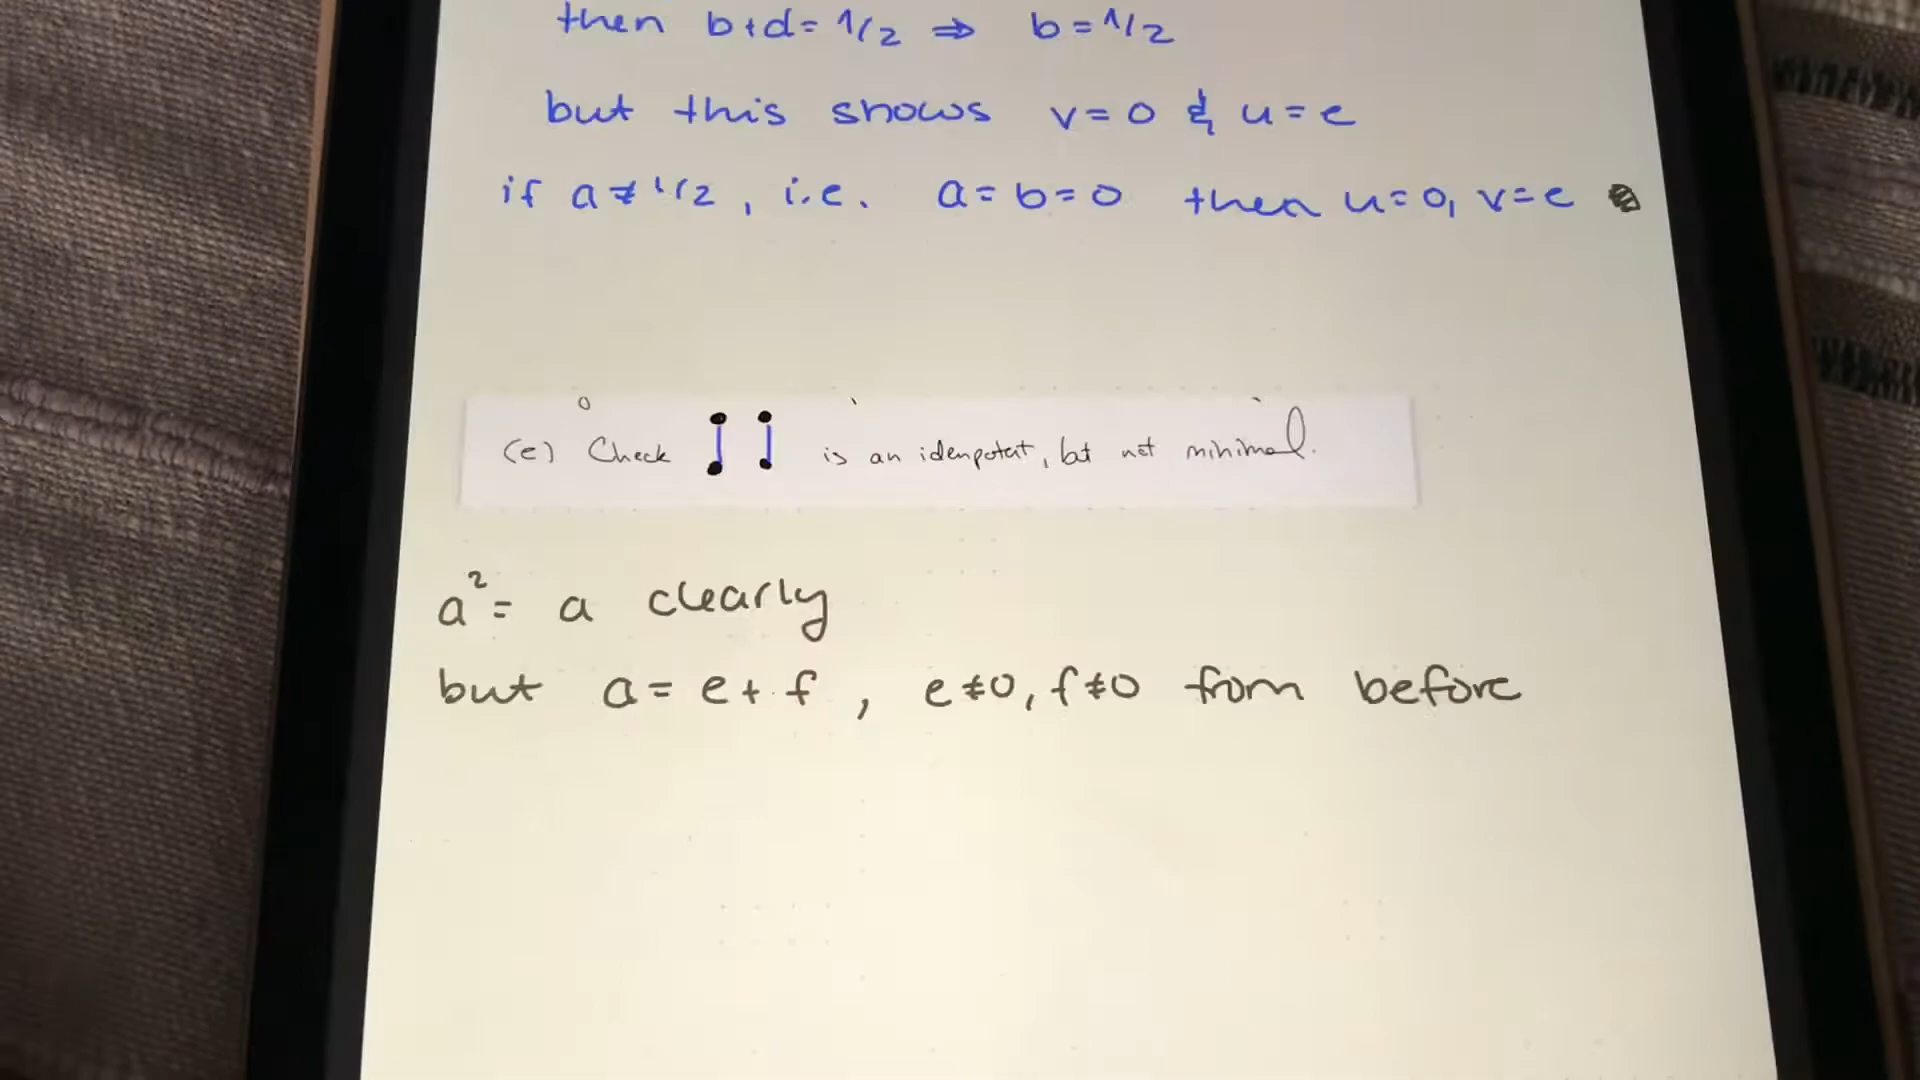 then b+d=1/2 ⇒ b=1/2
but this shows v=0 & u=e
if a≠1/2, i.e. a=b=0 then u=0, v=e
(e) Check is an idempotent, but not minimal.
a²= a clearly
but a=e+f, e≠0, f≠0 from before